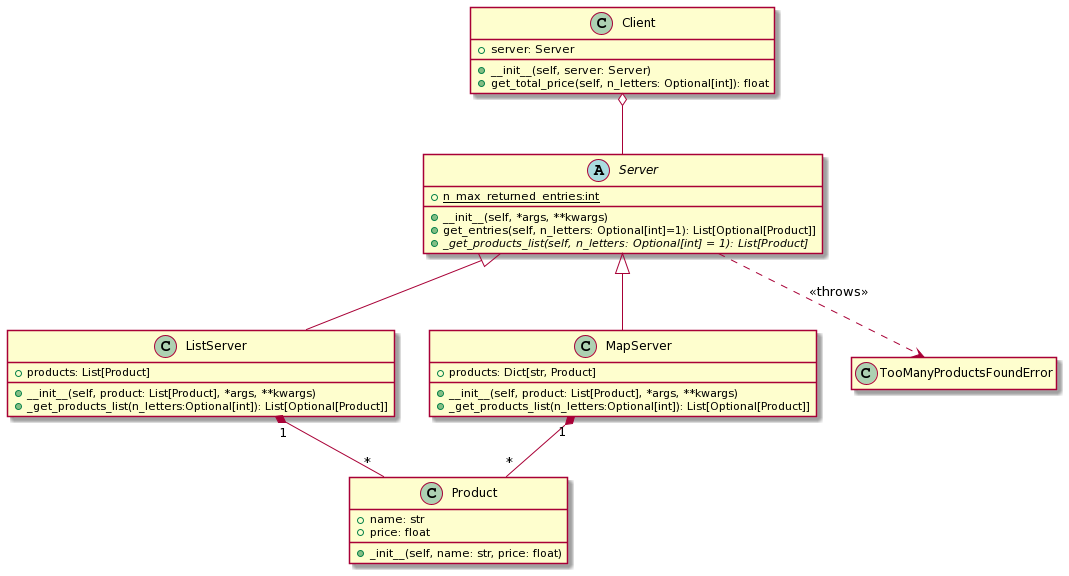 C Client
server: Server
__init__(self, server: Server)
get_total_price(self, n_letters: Optional[int]): float
A Server
n_max_returned_entries:int
__init__(self, *args, **kwargs)
get_entries(self, n_letters: Optional[int]=1): List[Optional[Product]]
_get_products_list(self, n_letters: Optional[int] = 1): List[Product]
«throws»
C ListServer
products: List[Product]
__init__(self, product: List[Product], *args, **kwargs)
_get_products_list(n_letters:Optional[int]): List[Optional[Product]]
C MapServer
products: Dict[str, Product]
__init__(self, product: List[Product], *args, **kwargs)
_get_products_list(n_letters:Optional[int]): List[Optional[Product]]
C TooManyProductsFoundError
1
1
*
*
C Product
name: str
price: float
_init__(self, name: str, price: float)